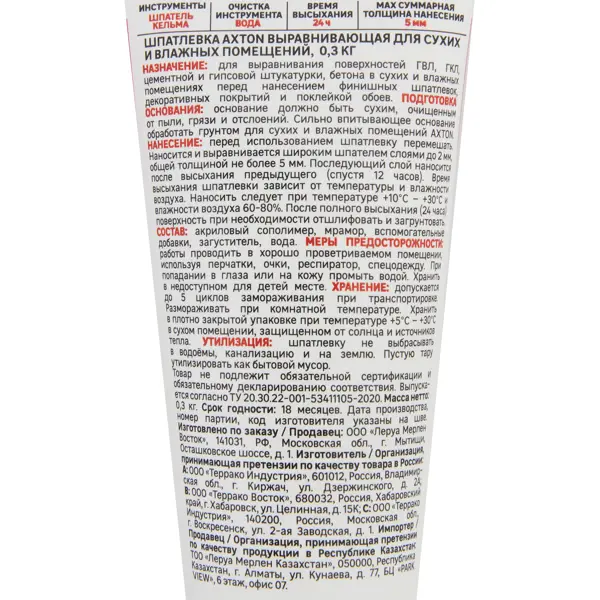 ИНСТРУМЕНТЫ ОЧИСТКА ВРЕМЯ МАХ СУММАРНАЯ
ШПАТЕЛЬ ИНСТРУМЕНТА ВЫСЫХАНИЯ ТОЛЩИНА НАНЕСЕНИЯ
КЕЛЬМА ВОДА 24 ч 5 мм
ШПАТЛЕВКА AXTON ВЫРАВНИВАЮЩАЯ ДЛЯ СУХИХ
И ВЛАЖНЫХ ПОМЕЩЕНИЙ, 0,3 КГ
НАЗНАЧЕНИЕ: для выравнивания поверхностей ГВЛ, ГКЛ,
цементной и гипсовой штукатурки, бетона в сухих и влажных
помещениях перед нанесением финишных шпатлевок,
декоративных покрытий и поклейкой обоев. ПОДГОТОВКА
ОСНОВАНИЯ: основание должно быть сухим, очищенным
от пыли, грязи и отслоений. Сильно впитывающее основание
обработать грунтом для сухих и влажных помещений AXTON.
НАНЕСЕНИЕ: перед использованием шпатлевку перемешать.
Наносится и выравнивается широким шпателем слоями до 2 мм,
общей толщиной не более 5 мм. Последующий слой наносится
после высыхания предыдущего (спустя 12 часов). Время
высыхания шпатлевки зависит от температуры и влажности
воздуха. Наносить следует при температуре +10°С – +30°С и
влажности воздуха 60-80%. После полного высыхания (24 часа)
поверхность при необходимости отшлифовать и загрунтовать.
СОСТАВ: акриловый сополимер, мрамор, вспомогательные
добавки, загуститель, вода. МЕРЫ ПРЕДОСТОРОЖНОСТИ:
работы проводить в хорошо проветриваемом помещении,
используя перчатки, очки, респиратор, спецодежду. При
попадании в глаза или на кожу промыть водой. Хранить
в недоступном для детей месте. ХРАНЕНИЕ: допускается
до 5 циклов замораживания при транспортировке.
Размораживать при комнатной температуре. Хранить
в плотно закрытой упаковке при температуре +5°С – +30°С
в сухом помещении, защищенном от солнца и источников
тепла. УТИЛИЗАЦИЯ: шпатлевку не выбрасывать
в водоёмы, канализацию и на землю. Пустую тару
утилизировать как бытовой мусор.
Товар не подлежит обязательной сертификации и
обязательному декларированию соответствия. Выпуска-
ется согласно ТУ 20.30.22-001-53411105-2020. Масса нетто:
0,3 кг. Срок годности: 18 месяцев. Дата производства,
номер партии, код изготовителя указаны на шве.
Изготовлено по заказу / Продавец: ООО «Леруа Мерлен
Восток», 141031, РФ, Московская обл., г. Мытищи,
Осташковское шоссе, д. 1. Изготовитель / Организация,
принимающая претензии по качеству товара в России:
А: ООО «Террако Индустрия», 601012, Россия, Владимир-
ская обл., г. Киржач, ул. Дзержинского, д. 2А;
В: ООО «Террако Восток», 680032, Россия, Хабаровский
край, г. Хабаровск, ул. Целинная, д. 15К; С: ООО «Террако
Индустрия», 140200, Россия, Московская обл.,
г. Воскресенск, ул. 2-ая Заводская, д. 1. Импортер /
Продавец / Организация, принимающая претензии
по качеству продукции в Республике Казахстан:
ТОО «Леруа Мерлен Казахстан», 050000, Республика
Казахстан, г. Алматы, ул. Кунаева, д. 77, БЦ «PARK
VIEW», 6 этаж, офис 07.